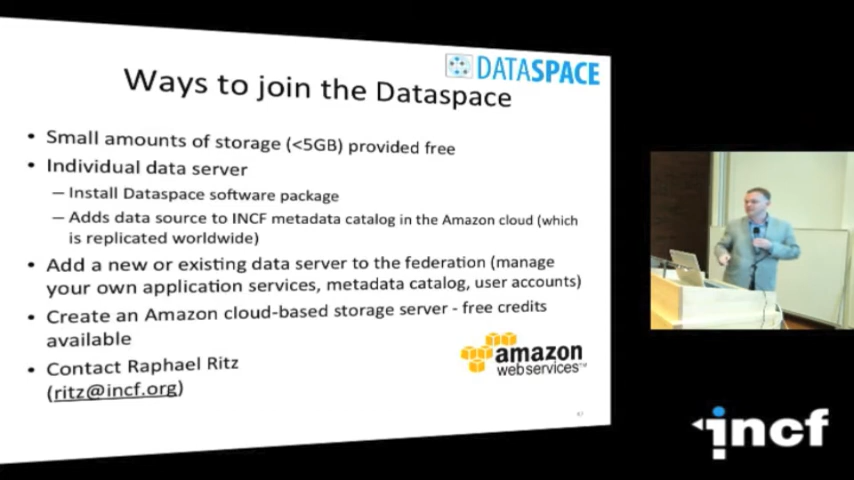 DATASPACE
Ways to join the Dataspace
• Small amounts of storage (<5GB) provided free
• Individual data server
– Install Dataspace software package
– Adds data source to INCF metadata catalog in the Amazon cloud (which
is replicated worldwide)
• Add a new or existing data server to the federation (manage
your own application services, metadata catalog, user accounts)
• Create an Amazon cloud-based storage server - free credits
available
• Contact Raphael Ritz
(ritz@incf.org)
amazon
webservices™
incf